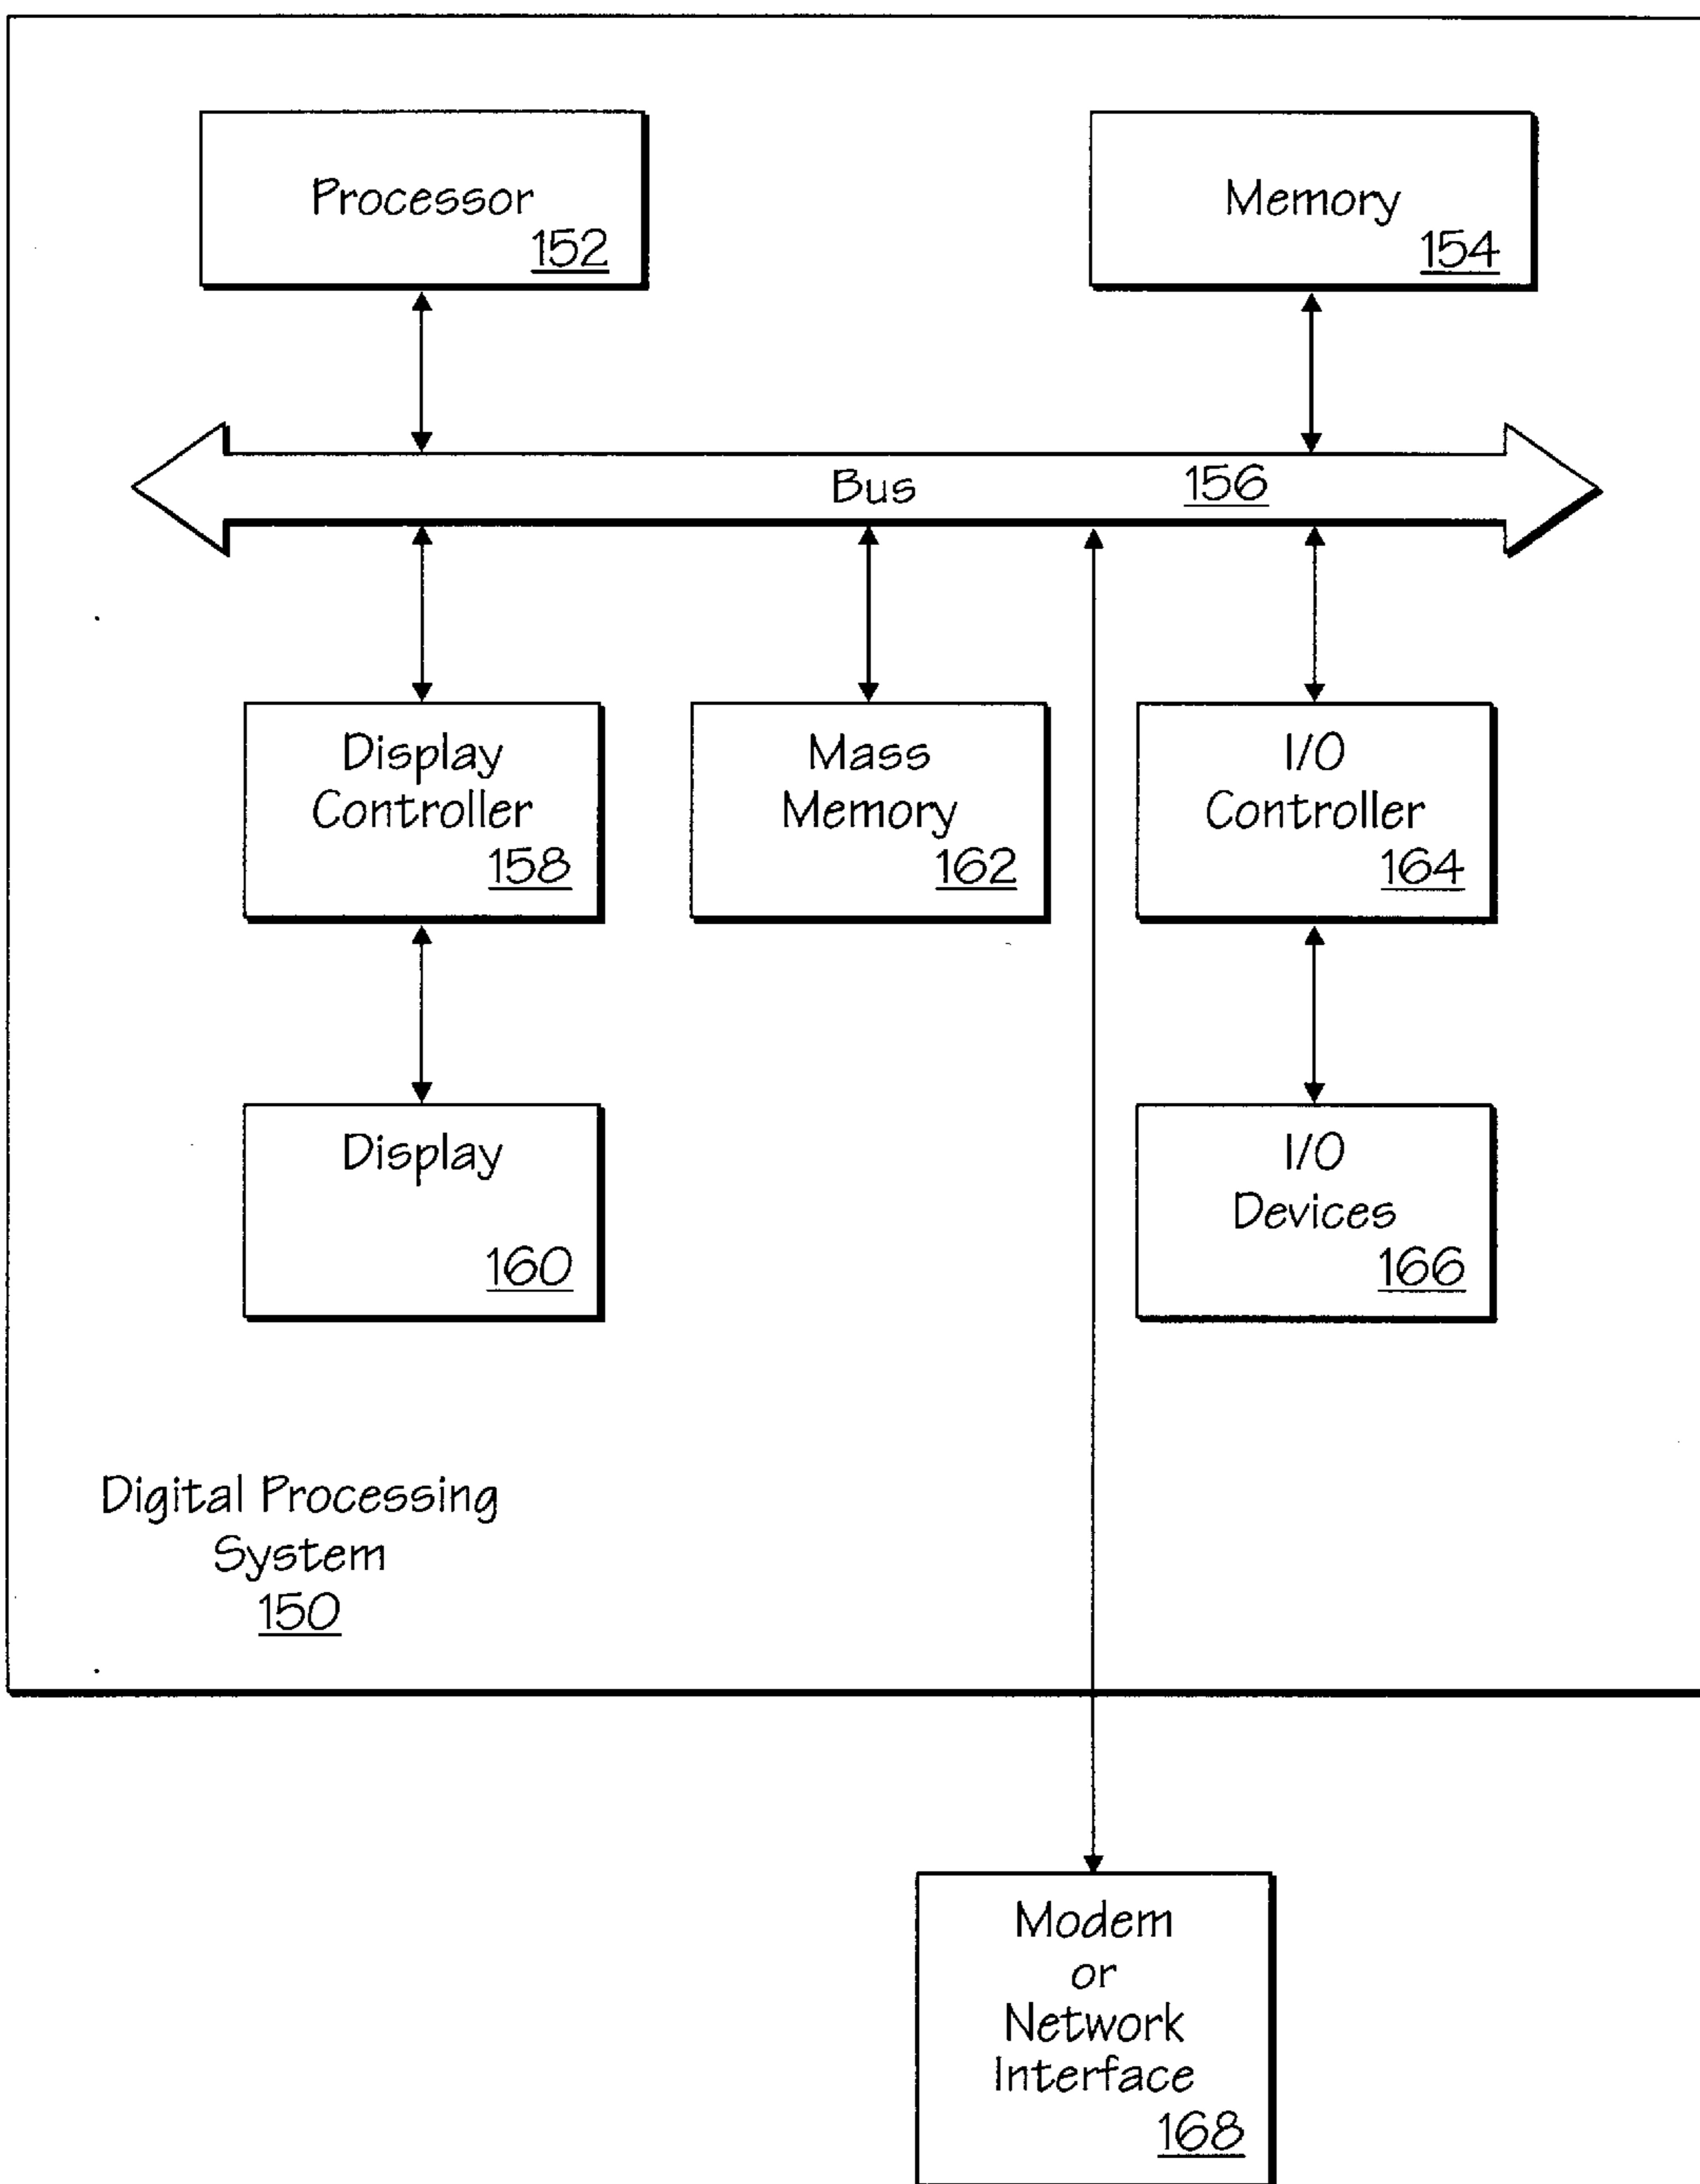 Processor
152
Memory
154
Bus
156
Display
Controller
158
Mass
Memory
162
I/O
Controller
164
Display
160
I/O
Devices
166
Digital Processing
System
150
Modem
or
Network
Interface
168